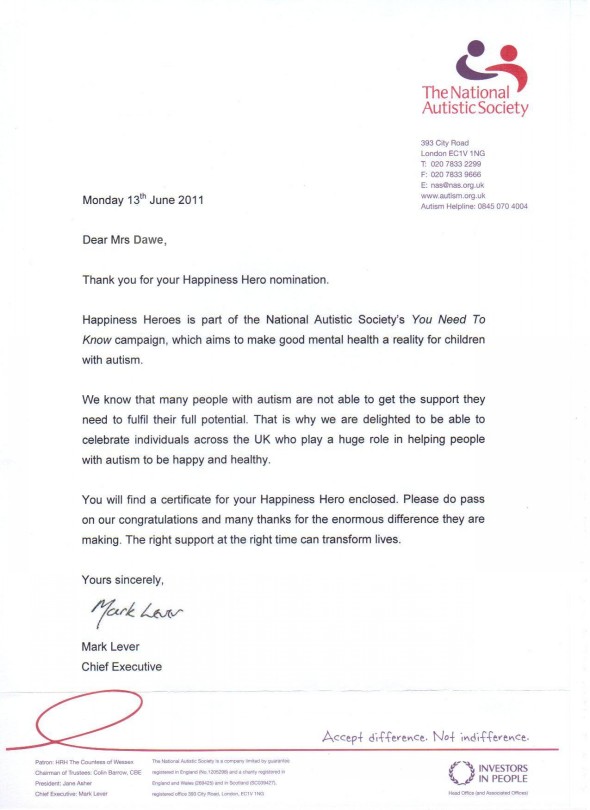 The National
Autistic Society
393 City Road
London EC1V 1NG
T: 020 7833 2299
F: 020 7833 9666
E: nas@nas.org.uk
www.autism.org.uk
Autism Helpline: 0845 070 4004
Monday 13th June 2011
Dear Mrs Dawe,
Thank you for your Happiness Hero nomination.
Happiness Heroes is part of the National Autistic Society's You Need To
Know campaign, which aims to make good mental health a reality for children
with autism.
We know that many people with autism are not able to get the support they
need to fulfil their full potential. That is why we are delighted to be able to
celebrate individuals across the UK who play a huge role in helping people
with autism to be happy and healthy.
You will find a certificate for your Happiness Hero enclosed. Please do pass
on our congratulations and many thanks for the enormous difference they are
making. The right support at the right time can transform lives.
Yours sincerely,
Mark Lever
Mark Lever
Chief Executive
Accept difference. Not indifference.
Patron: HRH The Countess of Wessex
Chairman of Trustees: Colin Barrow, CBE
President: Jane Asher
Chief Executive: Mark Lever
The National Autistic Society is a company limited by guarantee
registered in England (No.1205298) and a charity registered in
England and Wales (269425) and in Scotland (SC039427),
registered office 393 City Road, London, EC1V 1NG
INVESTORS
IN PEOPLE
Head Office (and Associated Offices)